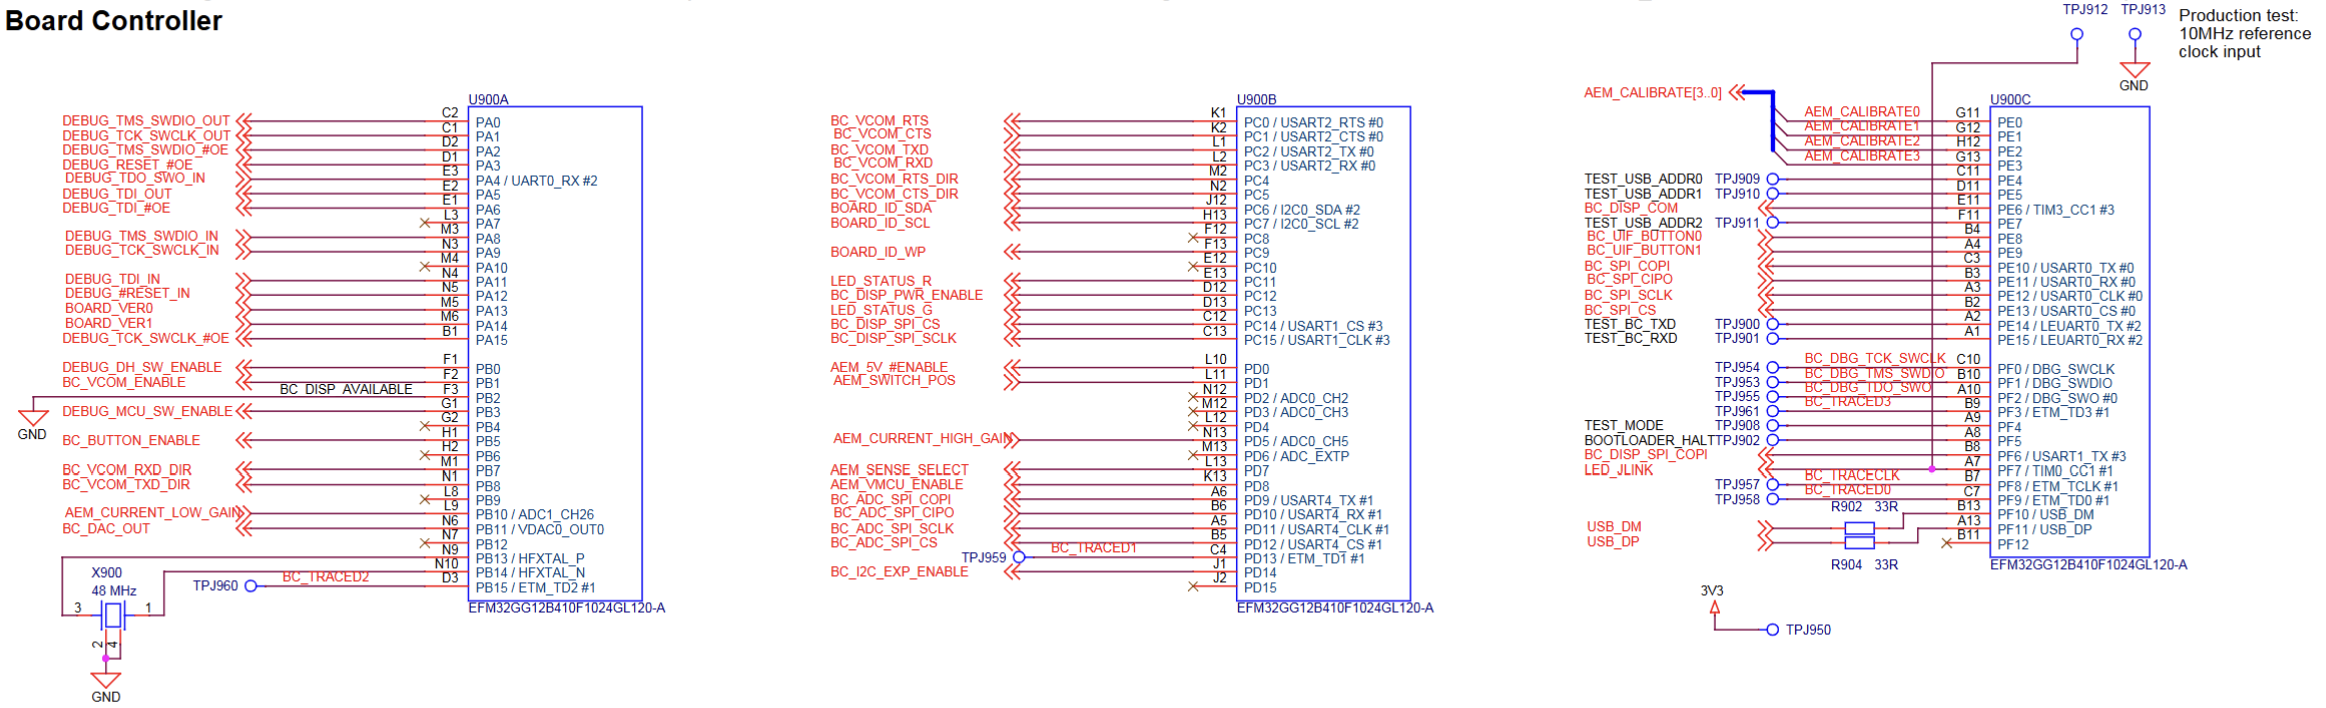 Board Controller
TPJ912 TPJ913
Production test:
10MHz reference
clock input
GND
U900A
DEBUG_TMS_SWDIO_OUT C2 PA0
DEBUG_TCK_SWCLK_OUT C1 PA1
DEBUG_TMS_SWDIO_#OE D2 PA2
DEBUG_RESET_#OE D1 PA3
DEBUG_TDO_SWO_IN E3 PA4 / UART0_RX #2
DEBUG_TDI_OUT E2 PA5
DEBUG_TDI_#OE E1 PA6
L3 PA7
DEBUG_TMS_SWDIO_IN M3 PA8
DEBUG_TCK_SWCLK_IN N3 PA9
M4 PA10
DEBUG_TDI_IN N4 PA11
DEBUG_#RESET_IN N5 PA12
BOARD_VER0 M5 PA13
BOARD_VER1 M6 PA14
DEBUG_TCK_SWCLK_#OE B1 PA15
DEBUG_DH_SW_ENABLE F1 PB0
BC_VCOM_ENABLE F2 PB1
BC_DISP_AVAILABLE F3 PB2
GND
DEBUG_MCU_SW_ENABLE G1 PB3
G2 PB4
BC_BUTTON_ENABLE H1 PB5
H2 PB6
BC_VCOM_RXD_DIR M1 PB7
BC_VCOM_TXD_DIR N1 PB8
L8 PB9
AEM_CURRENT_LOW_GAIN L9 PB10 / ADC1_CH26
BC_DAC_OUT N6 PB11 / VDAC0_OUT0
N7 PB12
N9 PB13 / HFXTAL_P
N10 PB14 / HFXTAL_N
TPJ960 BC_TRACED2 D3 PB15 / ETM_TD2 #1
EFM32GG12B410F1024GL120-A
X900
48 MHz
3 1
2 4
GND
U900B
BC_VCOM_RTS K1 PC0 / USART2_RTS #0
BC_VCOM_CTS K2 PC1 / USART2_CTS #0
BC_VCOM_TXD L1 PC2 / USART2_TX #0
BC_VCOM_RXD L2 PC3 / USART2_RX #0
BC_VCOM_RTS_DIR M2 PC4
BC_VCOM_CTS_DIR N2 PC5
BOARD_ID_SDA J12 PC6 / I2C0_SDA #2
BOARD_ID_SCL H13 PC7 / I2C0_SCL #2
F12 PC8
BOARD_ID_WP F13 PC9
E12 PC10
LED_STATUS_R E13 PC11
BC_DISP_PWR_ENABLE D12 PC12
LED_STATUS_G D13 PC13
BC_DISP_SPI_CS C12 PC14 / USART1_CS #3
BC_DISP_SPI_SCLK C13 PC15 / USART1_CLK #3
AEM_5V_#ENABLE L10 PD0
AEM_SWITCH_POS L11 PD1
N12 PD2 / ADC0_CH2
M12 PD3 / ADC0_CH3
L12 PD4
AEM_CURRENT_HIGH_GAIN N13 PD5 / ADC0_CH5
M13 PD6 / ADC_EXTP
AEM_SENSE_SELECT L13 PD7
AEM_VMCU_ENABLE K13 PD8
BC_ADC_SPI_COPI A6 PD9 / USART4_TX #1
BC_ADC_SPI_CIPO B6 PD10 / USART4_RX #1
BC_ADC_SPI_SCLK A5 PD11 / USART4_CLK #1
BC_ADC_SPI_CS B5 PD12 / USART4_CS #1
TPJ959 BC_TRACED1 C4 PD13 / ETM_TD1 #1
BC_I2C_EXP_ENABLE J1 PD14
J2 PD15
EFM32GG12B410F1024GL120-A
U900C
AEM_CALIBRATE[3..0]
AEM_CALIBRATE0 G11 PE0
AEM_CALIBRATE1 G12 PE1
AEM_CALIBRATE2 H12 PE2
AEM_CALIBRATE3 G13 PE3
TEST_USB_ADDR0 TPJ909 C11 PE4
TEST_USB_ADDR1 TPJ910 D11 PE5
BC_DISP_COM E11 PE6 / TIM3_CC1 #3
TEST_USB_ADDR2 TPJ911 F11 PE7
BC_UIF_BUTTON0 B4 PE8
BC_UIF_BUTTON1 A4 PE9
BC_SPI_COPI C3 PE10 / USART0_TX #0
BC_SPI_CIPO B3 PE11 / USART0_RX #0
BC_SPI_SCLK A3 PE12 / USART0_CLK #0
BC_SPI_CS B2 PE13 / USART0_CS #0
TEST_BC_TXD TPJ900 A2 PE14 / LEUART0_TX #2
TEST_BC_RXD TPJ901 A1 PE15 / LEUART0_RX #2
TPJ954 BC_DBG_TCK_SWCLK C10 PF0 / DBG_SWCLK
TPJ953 BC_DBG_TMS_SWDIO B10 PF1 / DBG_SWDIO
TPJ955 BC_DBG_TDO_SWO A10 PF2 / DBG_SWO #0
TPJ961 BC_TRACED3 B9 PF3 / ETM_TD3 #1
TEST_MODE TPJ908 A9 PF4
BOOTLOADER_HALT TPJ902 A8 PF5
BC_DISP_SPI_COPI B8 PF6 / USART1_TX #3
LED_JLINK A7 PF7 / TIM0_CC1 #1
TPJ957 BC_TRACECLK B7 PF8 / ETM_TCLK #1
TPJ958 BC_TRACED0 C7 PF9 / ETM_TD0 #1
R902 33R B13 PF10 / USB_DM
USB_DM A13 PF11 / USB_DP
USB_DP B11 PF12
R904 33R
EFM32GG12B410F1024GL120-A
3V3
TPJ950